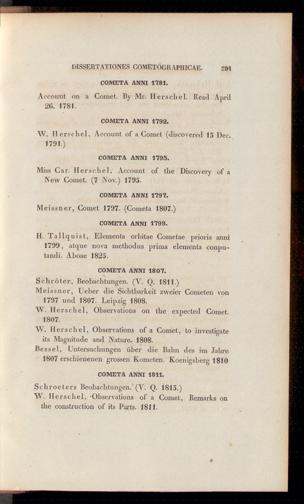 DISSERTATIONES COMETOGRAPHICAE. 291
COMETA ANNI 1781.
Account on a Comet. By Mr. Herschel. Read April
26. 1781.
COMETA ANNI 1792.
W. Herschel, Account of a Comet (discovered 15 Dec.
1791.)
COMETA ANNI 1795.
Miss Car. Herschel, Account of the Discovery of a
New Comet. (7 Nov.) 1795.
COMETA ANNI 1797.
Meissner, Comet 1797. (Cometa 1807.)
COMETA ANNI 1799.
H. Tallquist, Elementa orbitae Cometae prioris anni
1799, atque nova methodus prima elementa compu-
tandi. Aboae 1825.
COMETA ANNI 1807.
Schröter, Beobachtungen. (V. Q. 1811.)
Meissner, Ueber die Sichtbarkeit zweier Cometen von
1797 und 1807. Leipzig 1808.
W. Herschel, Observations on the expected Comet.
1807.
W. Herschel, Observations of a Comet, to investigate
its Magnitude and Nature. 1808.
Bessel, Untersuchungen über die Bahn des im Jahre
1807 erschienenen grossen Kometen. Koenigsberg 1810
COMETA ANNI 1811.
Schroeters Beobachtungen. (V. Q. 1815.)
W. Herschel, Observations of a Comet, Remarks on
the construction of its Parts. 1811.